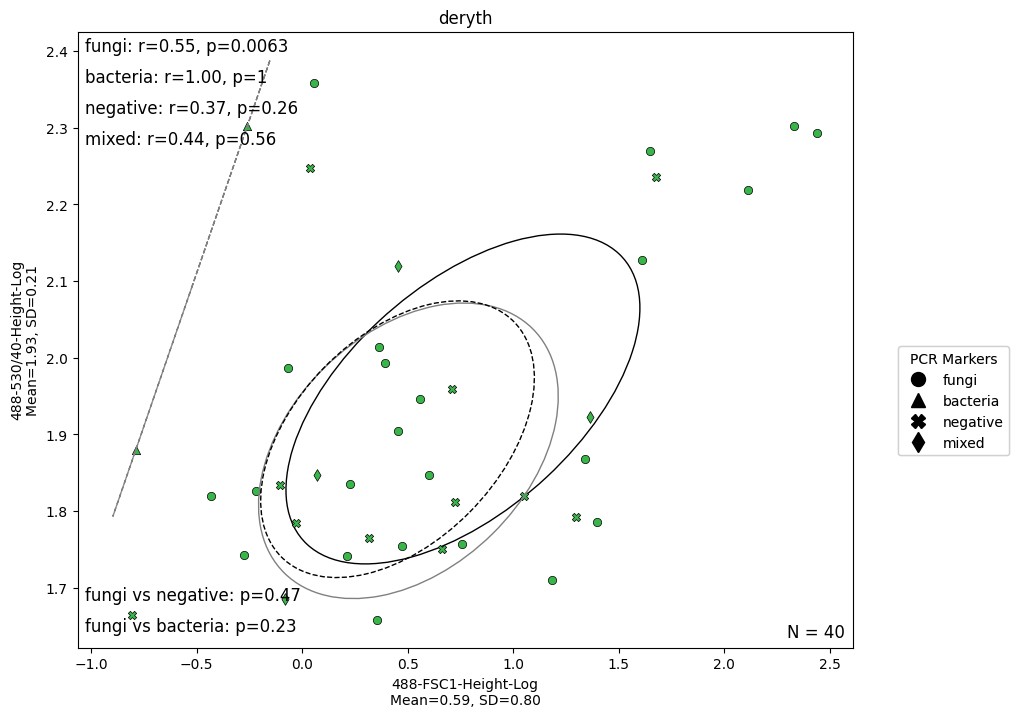 deryth
fungi: r=0.55, p=0.0063
bacteria: r=1.00, p=1
negative: r=0.37, p=0.26
mixed: r=0.44, p=0.56
2.4
2.3
2.2
2.1
2.0
1.9
1.8
1.7
488-530/40-Height-Log
Mean=1.93, SD=0.21
fungi vs negative: p=0.47
fungi vs bacteria: p=0.23
N = 40
−1.0
−0.5
0.0
0.5
1.0
1.5
2.0
2.5
488-FSC1-Height-Log
Mean=0.59, SD=0.80
PCR Markers
fungi
bacteria
negative
mixed